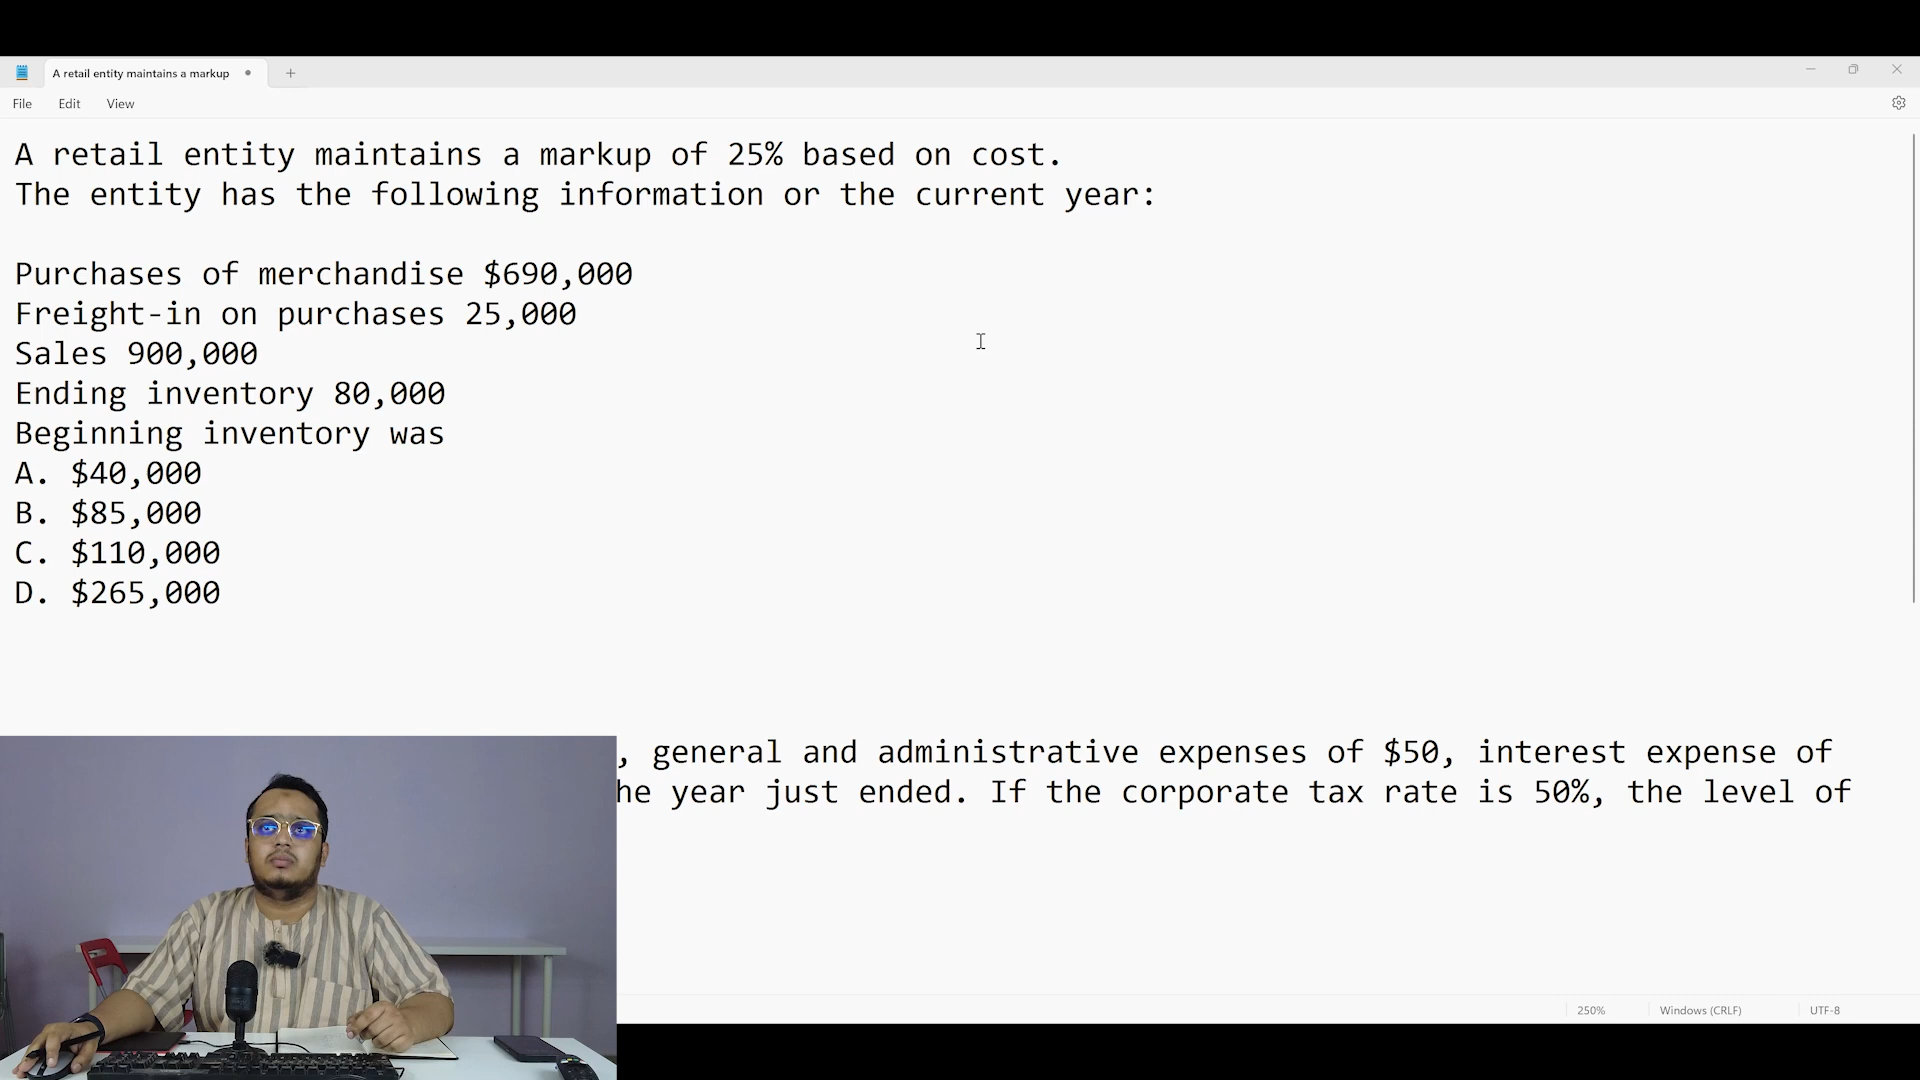 A retail entity maintains a markup
File Edit View
A retail entity maintains a markup of 25% based on cost.
The entity has the following information or the current year:
Purchases of merchandise $690,000
Freight-in on purchases 25,000
Sales 900,000
Ending inventory 80,000
Beginning inventory was
A. $40,000
B. $85,000
C. $110,000
D. $265,000
, general and administrative expenses of $50, interest expense of
he year just ended. If the corporate tax rate is 50%, the level of
250% Windows (CRLF) UTF-8